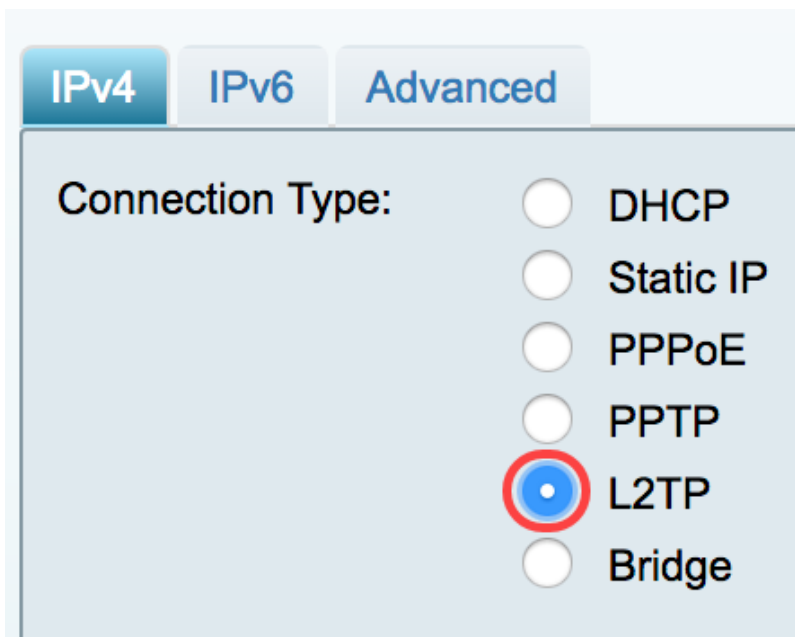 IPv4 IPv6 Advanced
Connection Type: DHCP
Static IP
PPPoE
PPTP
L2TP
Bridge